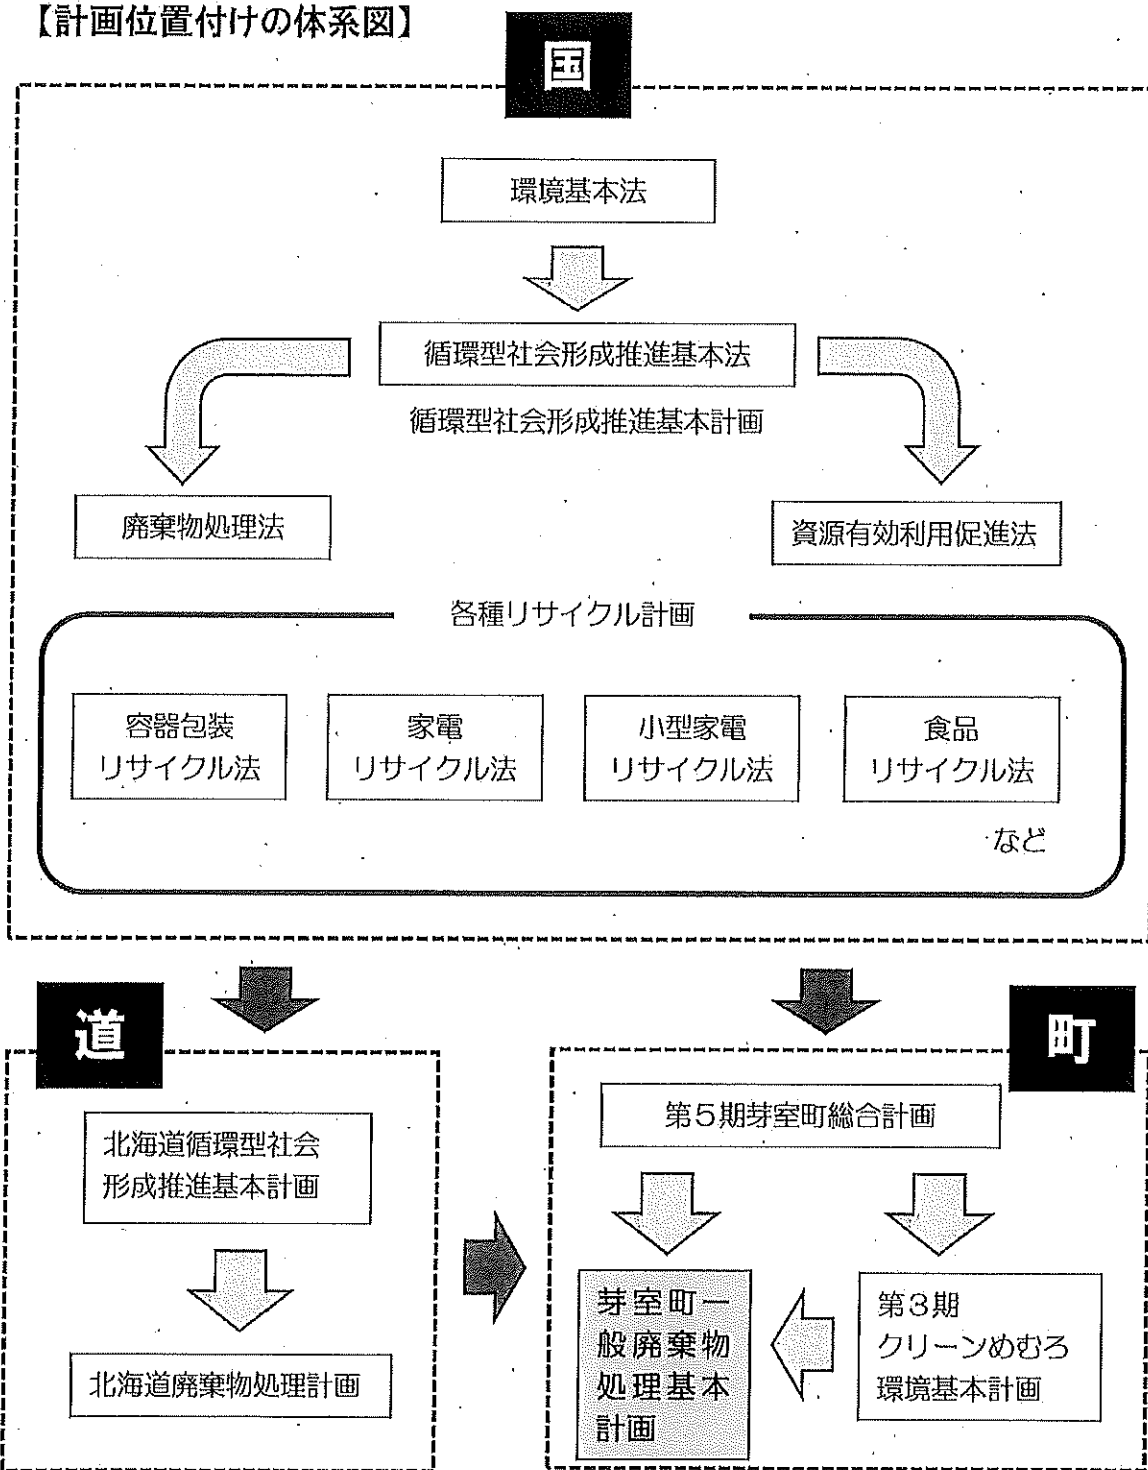 【計画位置付けの体系図】
国
環境基本法
循環型社会形成推進基本法
循環型社会形成推進基本計画
廃棄物処理法
資源有効利用促進法
各種リサイクル計画
容器包装
リサイクル法
家電
リサイクル法
小型家電
リサイクル法
食品
リサイクル法
など
道
北海道循環型社会
形成推進基本計画
北海道廃棄物処理計画
町
第5期芽室町総合計画
芽室町一
般廃棄物
処理基本
計画
第3期
クリーンめむろ
環境基本計画